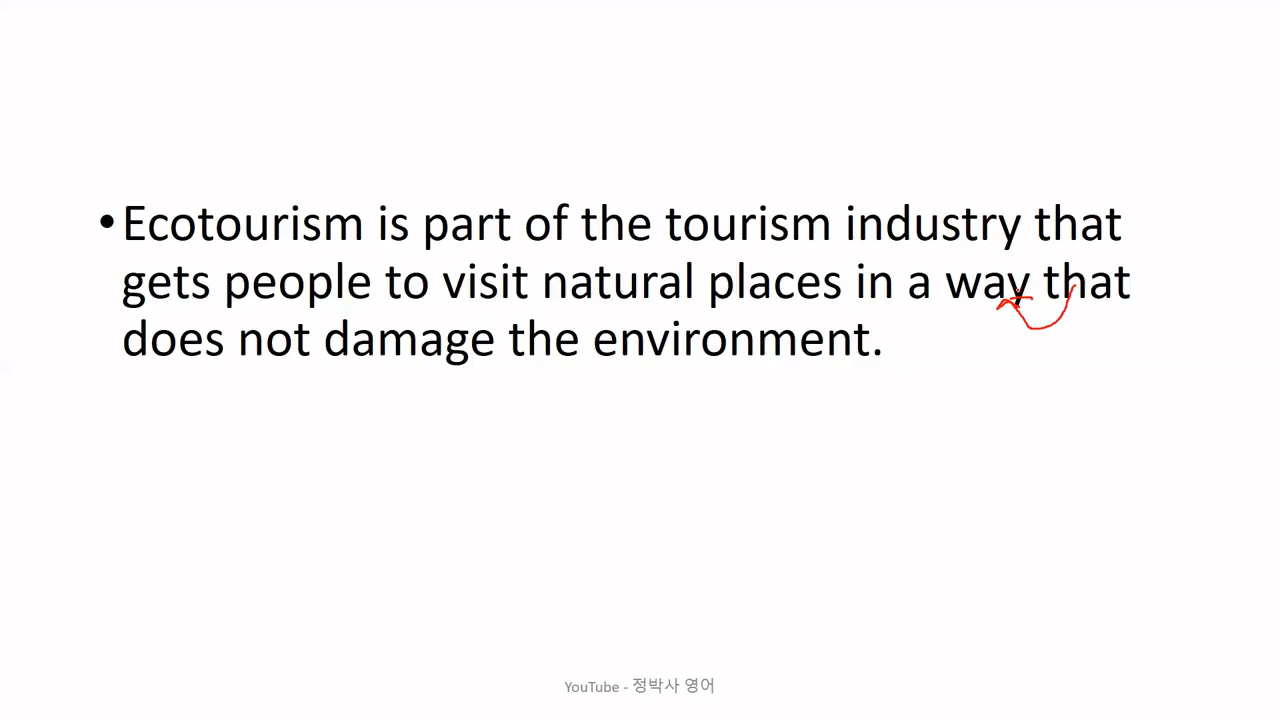 • Ecotourism is part of the tourism industry that
gets people to visit natural places in a way that
does not damage the environment.
YouTube - 정박사 영어